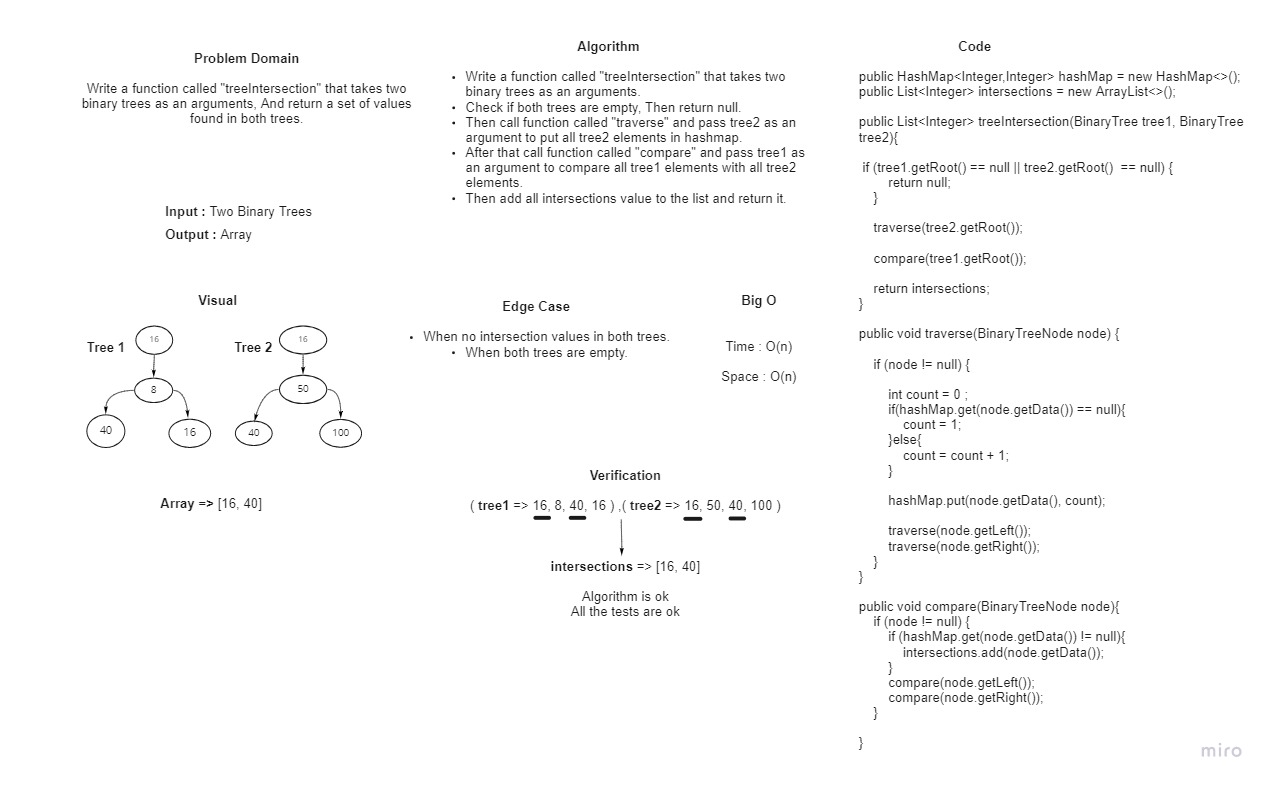 Problem Domain
Write a function called "treeIntersection" that takes two
binary trees as an arguments, And return a set of values
found in both trees.
Input : Two Binary Trees
Output : Array
Visual
Tree 1
16
8
40
16
Tree 2
16
50
40
100
Array => [16, 40]
Algorithm
• Write a function called "treeIntersection" that takes two
binary trees as an arguments.
• Check if both trees are empty, Then return null.
• Then call function called "traverse" and pass tree2 as an
argument to put all tree2 elements in hashmap.
• After that call function called "compare" and pass tree1 as
an argument to compare all tree1 elements with all tree2
elements.
• Then add all intersections value to the list and return it.
Edge Case
• When no intersection values in both trees.
• When both trees are empty.
Big O
Time : O(n)
Space : O(n)
Verification
( tree1 => 16, 8, 40, 16 ) ,( tree2 => 16, 50, 40, 100 )
intersections => [16, 40]
Algorithm is ok
All the tests are ok
Code
public HashMap<Integer,Integer> hashMap = new HashMap<>();
public List<Integer> intersections = new ArrayList<>();
public List<Integer> treeIntersection(BinaryTree tree1, BinaryTree
tree2){
if (tree1.getRoot() == null || tree2.getRoot()  == null) {
return null;
}
traverse(tree2.getRoot());
compare(tree1.getRoot());
return intersections;
}
public void traverse(BinaryTreeNode node) {
if (node != null) {
int count = 0 ;
if(hashMap.get(node.getData()) == null){
count = 1;
}else{
count = count + 1;
}
hashMap.put(node.getData(), count);
traverse(node.getLeft());
traverse(node.getRight());
}
}
public void compare(BinaryTreeNode node){
if (node != null) {
if (hashMap.get(node.getData()) != null){
intersections.add(node.getData());
}
compare(node.getLeft());
compare(node.getRight());
}
}
miro